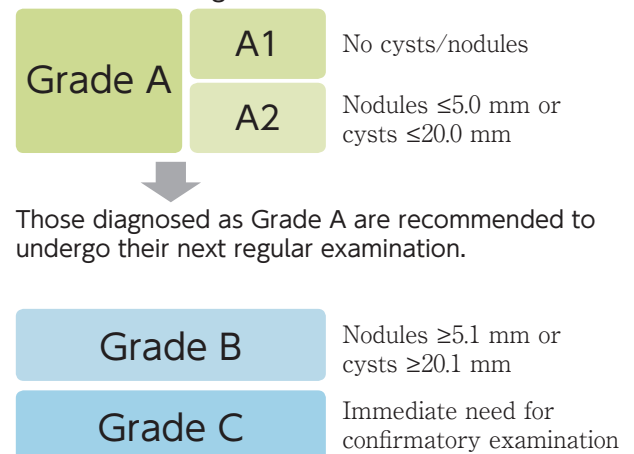 Grade A
A1
No cysts/nodules
A2
Nodules ≤5.0 mm or
cysts ≤20.0 mm
Those diagnosed as Grade A are recommended to
undergo their next regular examination.
Grade B
Nodules ≥5.1 mm or
cysts ≥20.1 mm
Grade C
Immediate need for
confirmatory examination